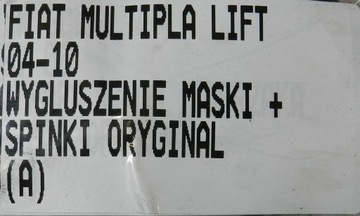 FIAT MULTIPLA LIFT
04-10
WYGLUSZENIE MASKI +
SPINKI ORYGINAL
(A)